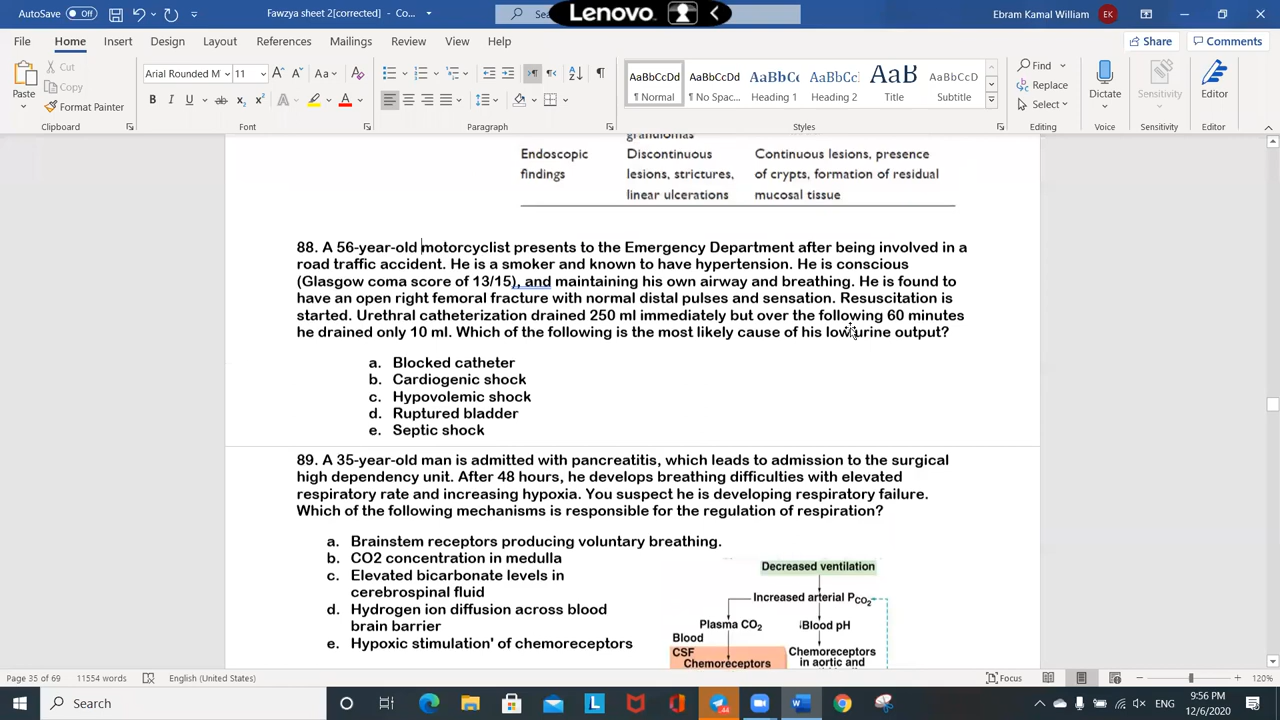 Fawzya sheet2[corrected]
Saved to this PC
Lenovo
Ebram Kamal William
EK
File Home Insert Design Layout References Mailings Review View Help
Share
Comments
Paste
Cut
Copy
Format Painter
Clipboard
Arial Rounded M
11
Font
Paragraph
AaBbCcDd
¶ Normal
AaBbCcDd
¶ No Spac...
AaBbCc
Heading 1
AaBbCcC
Heading 2
AaB
Title
AaBbCcD
Subtitle
Styles
Find
Replace
Select
Editing
Dictate
Voice
Sensitivity
Sensitivity
Editor
Editor
granulomas
Endoscopic Discontinuous Continuous lesions, presence
findings lesions, strictures, of crypts, formation of residual
linear ulcerations mucosal tissue
88. A 56-year-old motorcyclist presents to the Emergency Department after being involved in a
road traffic accident. He is a smoker and known to have hypertension. He is conscious
(Glasgow coma score of 13/15), and maintaining his own airway and breathing. He is found to
have an open right femoral fracture with normal distal pulses and sensation. Resuscitation is
started. Urethral catheterization drained 250 ml immediately but over the following 60 minutes
he drained only 10 ml. Which of the following is the most likely cause of his low urine output?
a. Blocked catheter
b. Cardiogenic shock
c. Hypovolemic shock
d. Ruptured bladder
e. Septic shock
89. A 35-year-old man is admitted with pancreatitis, which leads to admission to the surgical
high dependency unit. After 48 hours, he develops breathing difficulties with elevated
respiratory rate and increasing hypoxia. You suspect he is developing respiratory failure.
Which of the following mechanisms is responsible for the regulation of respiration?
a. Brainstem receptors producing voluntary breathing.
b. CO2 concentration in medulla
c. Elevated bicarbonate levels in
cerebrospinal fluid
d. Hydrogen ion diffusion across blood
brain barrier
e. Hypoxic stimulation' of chemoreceptors
Decreased ventilation
Increased arterial PCO2
Plasma CO2
↓Blood pH
Blood
CSF
Chemoreceptors
Chemoreceptors
in aortic and
Page 35 of 69
11554 words
English (United States)
Focus
120%
Search
44
ENG
9:56 PM
12/6/2020